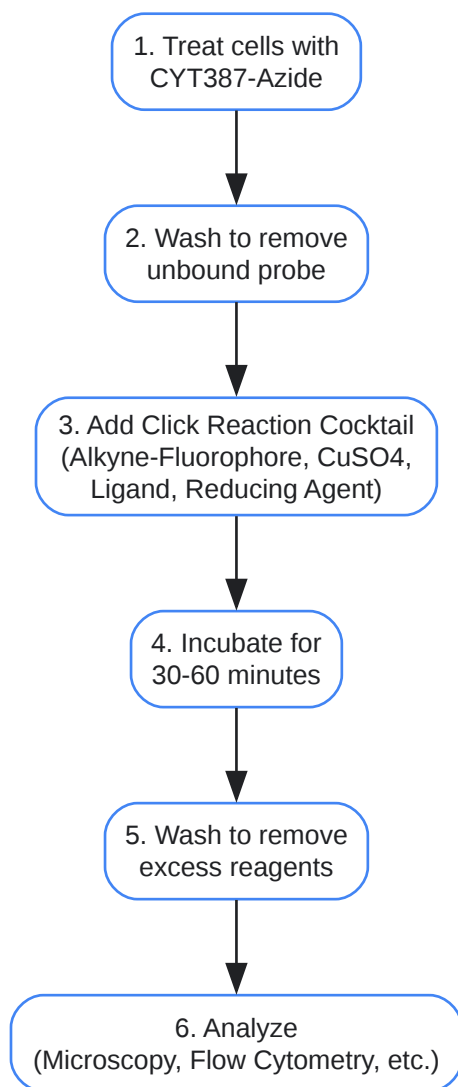 1. Treat cells with
CYT387-Azide
2. Wash to remove
unbound probe
3. Add Click Reaction Cocktail
(Alkyne-Fluorophore, CuSO4,
Ligand, Reducing Agent)
4. Incubate for
30-60 minutes
5. Wash to remove
excess reagents
6. Analyze
(Microscopy, Flow Cytometry, etc.)